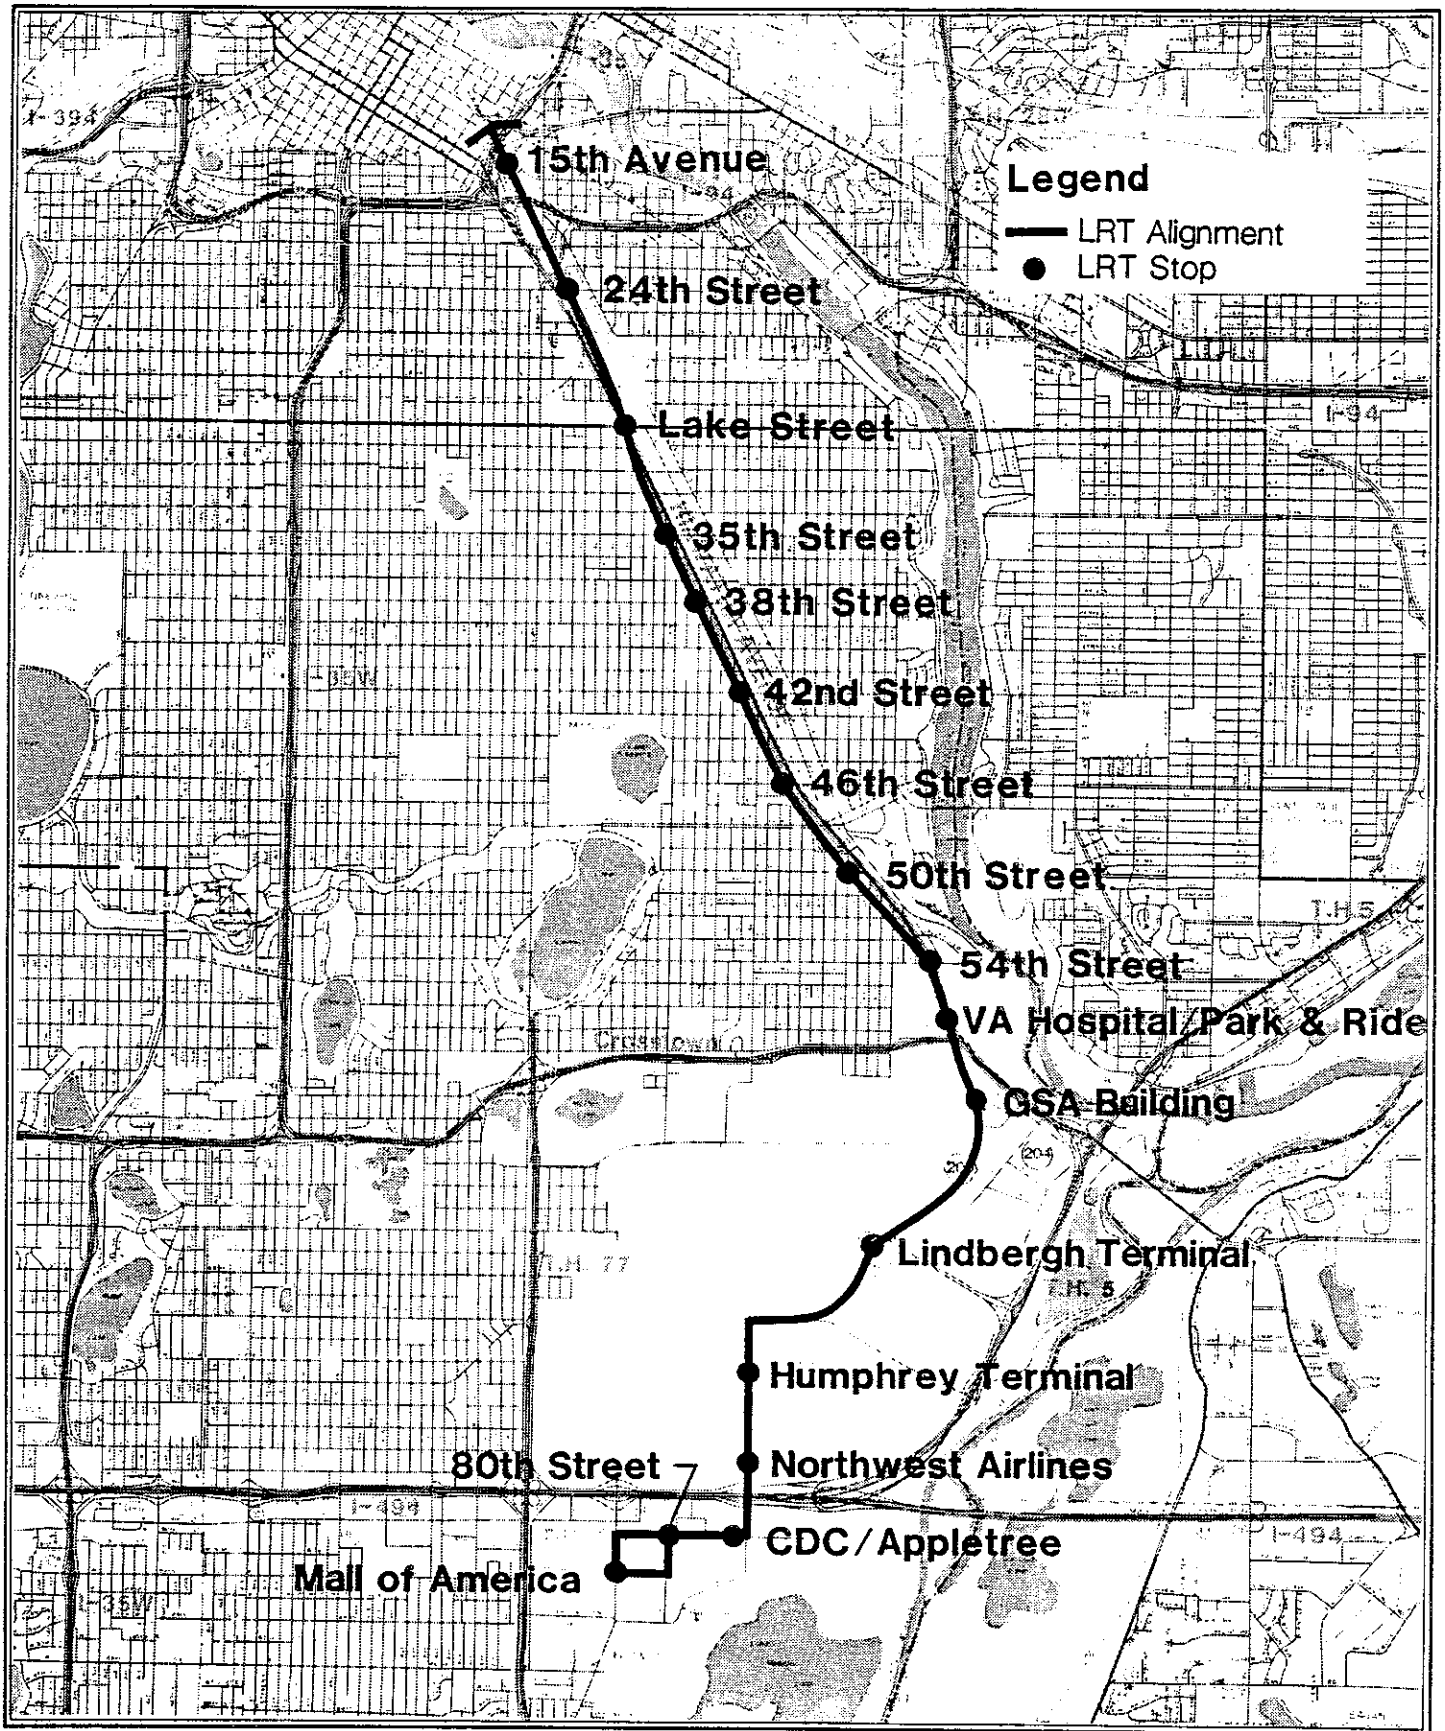 I-394
15th Avenue
I-94
Legend
LRT Alignment
LRT Stop
24th Street
I-94
Lake Street
35th Street
38th Street
I-35W
42nd Street
46th Street
50th Street
T.H. 5
54th Street
VA Hospital/Park & Ride
Crosstown
GSA Building
Lindbergh Terminal
T.H. 77
T.H. 5
Humphrey Terminal
80th Street
Northwest Airlines
I-494
CDC/Appletree
I-494
Mall of America
I-35W